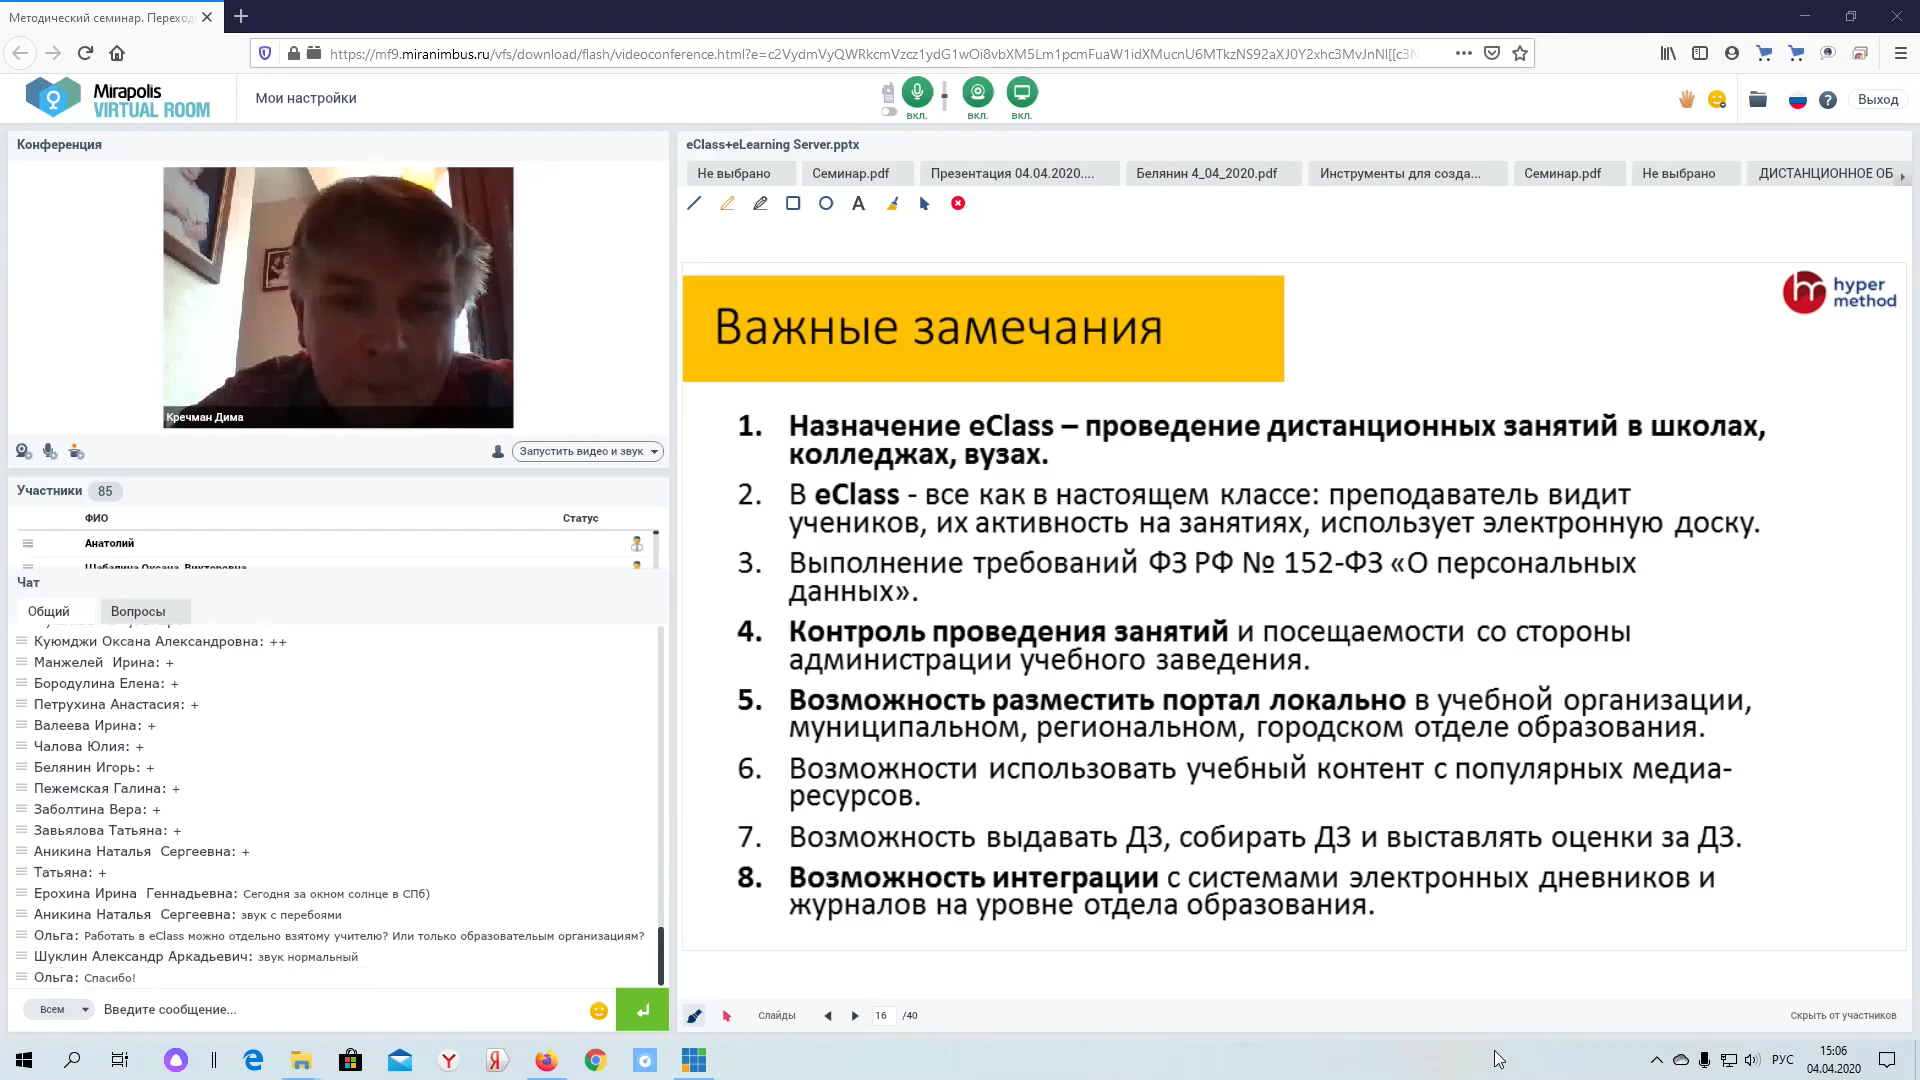 Методический семинар. Переход
https://mf9.miranimbus.ru/vfs/download/flash/videoconference.html?e=
Mirapolis
VIRTUAL ROOM
Мои настройки
вкл.
вкл.
вкл.
Выход
Конференция
Кречман Дима
Запустить видео и звук
Участники 85
ФИО
Статус
Анатолий
Шабалина Оксана Викторовна
Чат
Общий
Вопросы
Куюмджи Оксана Александровна: ++
Манжелей Ирина: +
Бородулина Елена: +
Петрухина Анастасия: +
Валеева Ирина: +
Чалова Юлия: +
Белянин Игорь: +
Пежемская Галина: +
Заболтина Вера: +
Завьялова Татьяна: +
Аникина Наталья Сергеевна: +
Татьяна: +
Ерохина Ирина Геннадьевна: Сегодня за окном солнце в СПб)
Аникина Наталья Сергеевна: звук с перебоями
Ольга: Работать в eClass можно отдельно взятому учителю? Или только образовательым организациям?
Шуклин Александр Аркадьевич: звук нормальный
Ольга: Спасибо!
Всем
Введите сообщение...
eClass+eLearning Server.pptx
Не выбрано
Семинар.pdf
Презентация 04.04.2020....
Белянин 4_04_2020.pdf
Инструменты для созда...
Семинар.pdf
Не выбрано
ДИСТАНЦИОННОЕ ОБ
A
hyper
method
Важные замечания
1. Назначение eClass – проведение дистанционных занятий в школах,
колледжах, вузах.
2. В eClass - все как в настоящем классе: преподаватель видит
учеников, их активность на занятиях, использует электронную доску.
3. Выполнение требований ФЗ РФ № 152-ФЗ «О персональных
данных».
4. Контроль проведения занятий и посещаемости со стороны
администрации учебного заведения.
5. Возможность разместить портал локально в учебной организации,
муниципальном, региональном, городском отделе образования.
6. Возможности использовать учебный контент с популярных медиа-
ресурсов.
7. Возможность выдавать ДЗ, собирать ДЗ и выставлять оценки за ДЗ.
8. Возможность интеграции с системами электронных дневников и
журналов на уровне отдела образования.
Слайды
16 /40
Скрыть от участников
РУС
15:06
04.04.2020